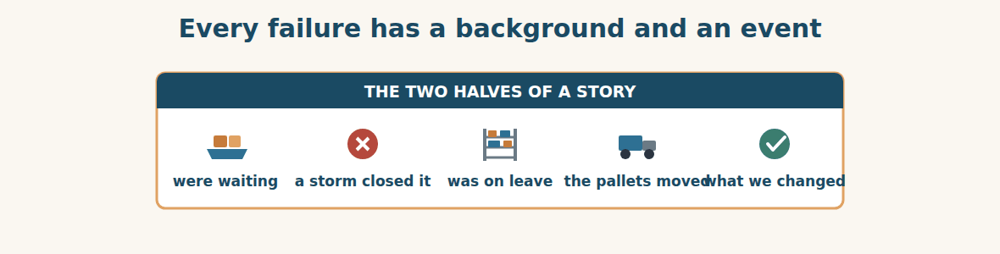 Every failure has a background and an event
THE TWO HALVES OF A STORY
were waiting
a storm closed it
was on leave
the pallets moved
what we changed